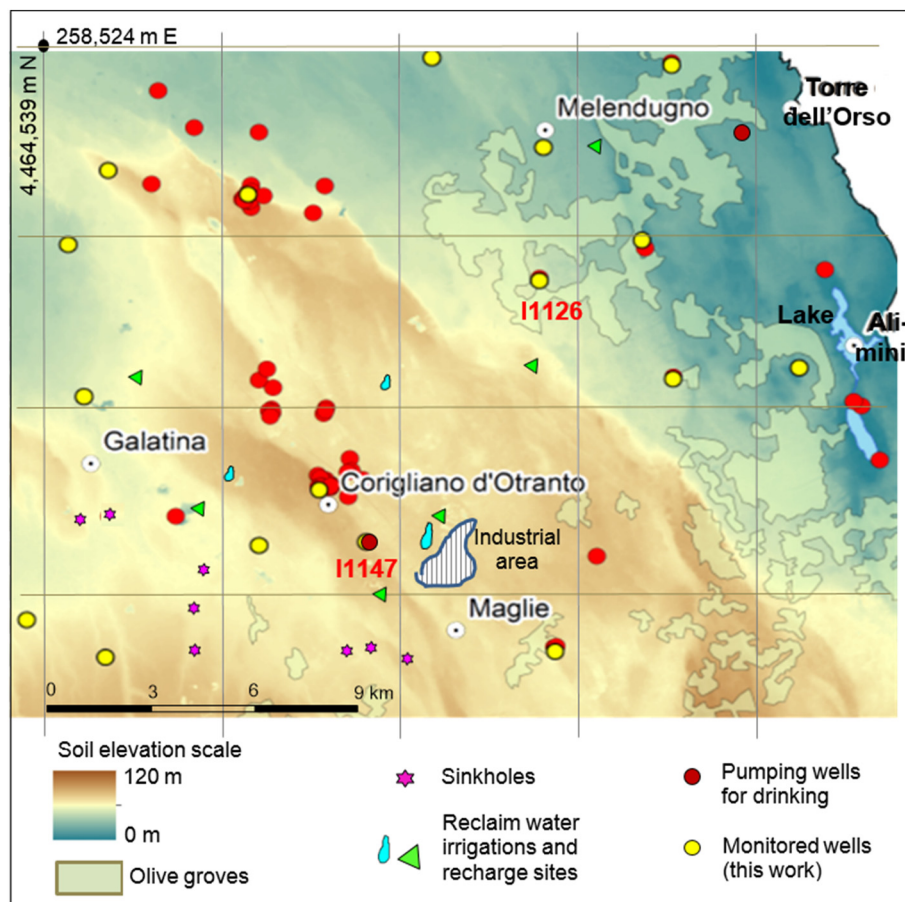 258,524 m E
4,464,539 m N
Torre
dell'Orso
Melendugno
I1126
Lake
Ali-
mini
Galatina
Corigliano d'Otranto
Industrial
area
I1147
Maglie
0 3 6 9 km
Soil elevation scale
120 m
0 m
Olive groves
Sinkholes
Reclaim water
irrigations and
recharge sites
Pumping wells
for drinking
Monitored wells
(this work)